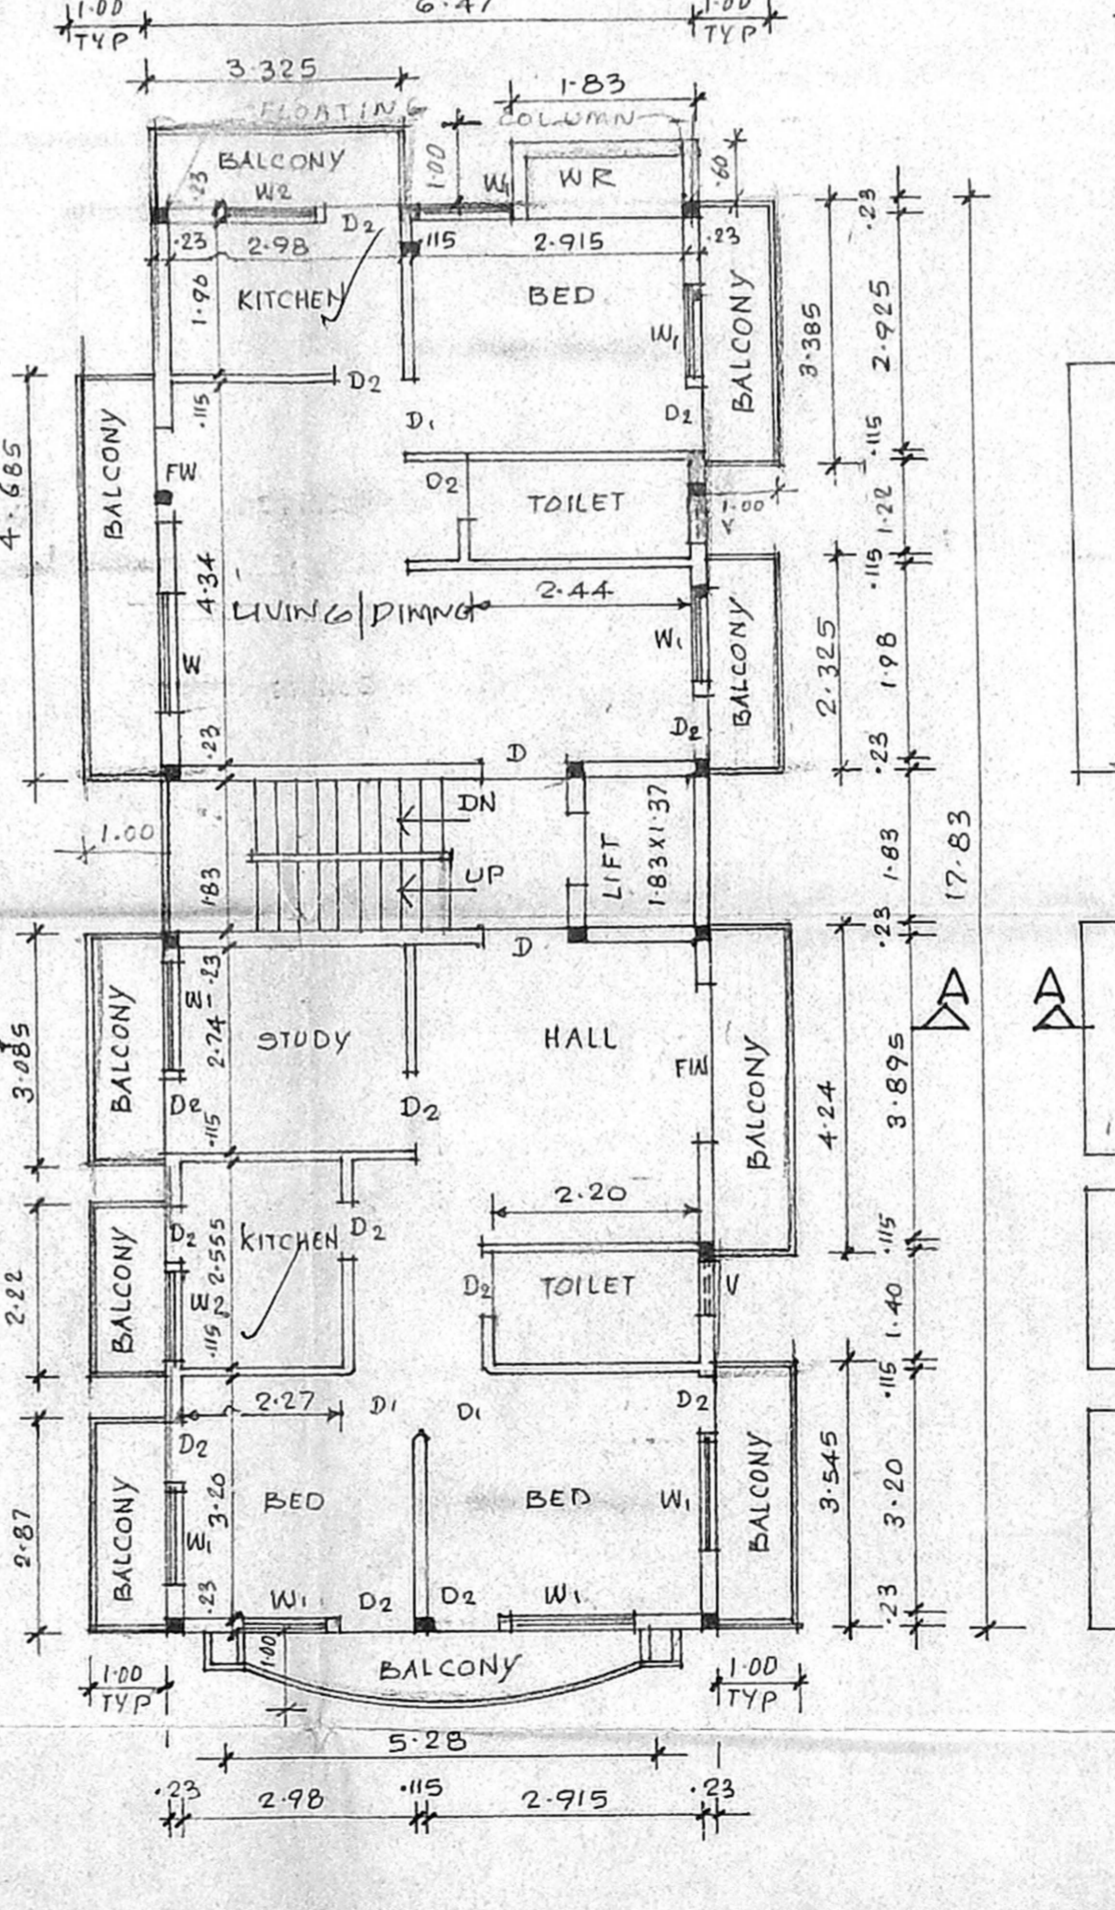 1.00
TYP
6.47
1.00
TYP
3.325
1.83
FLOATING
COLUMN
BALCONY
1.00
WR
.60
.23
W2
W1
D2
.23
2.98
.115
2.915
.23
.23
1.96
KITCHEN
BED
W1
BALCONY
3.385
2.925
D2
.115
D1
D2
.115
4.685
BALCONY
FW
D2
TOILET
1.00
1.22
.115
4.34
LIVING/DINING
2.44
W
W1
BALCONY
2.325
1.98
D2
.23
D
.23
DN
1.00
UP
1.83
LIFT
1.83X1.37
1.83
17.83
.23
D
.23
W1
BALCONY
3.085
2.74
STUDY
HALL
FW
BALCONY
4.24
3.895
A
A
D2
.115
D2
2.20
.115
D2
KITCHEN
D2
2.22
BALCONY
2.555
W2
.115
D2
TOILET
V
1.40
.115
2.27
D1
D1
D2
D2
2.87
BALCONY
3.20
W1
BED
BED
W1
BALCONY
3.545
3.20
.23
W1
D2
D2
W1
.23
1.00
BALCONY
1.00
TYP
1.00
TYP
5.28
.23
2.98
.115
2.915
.23